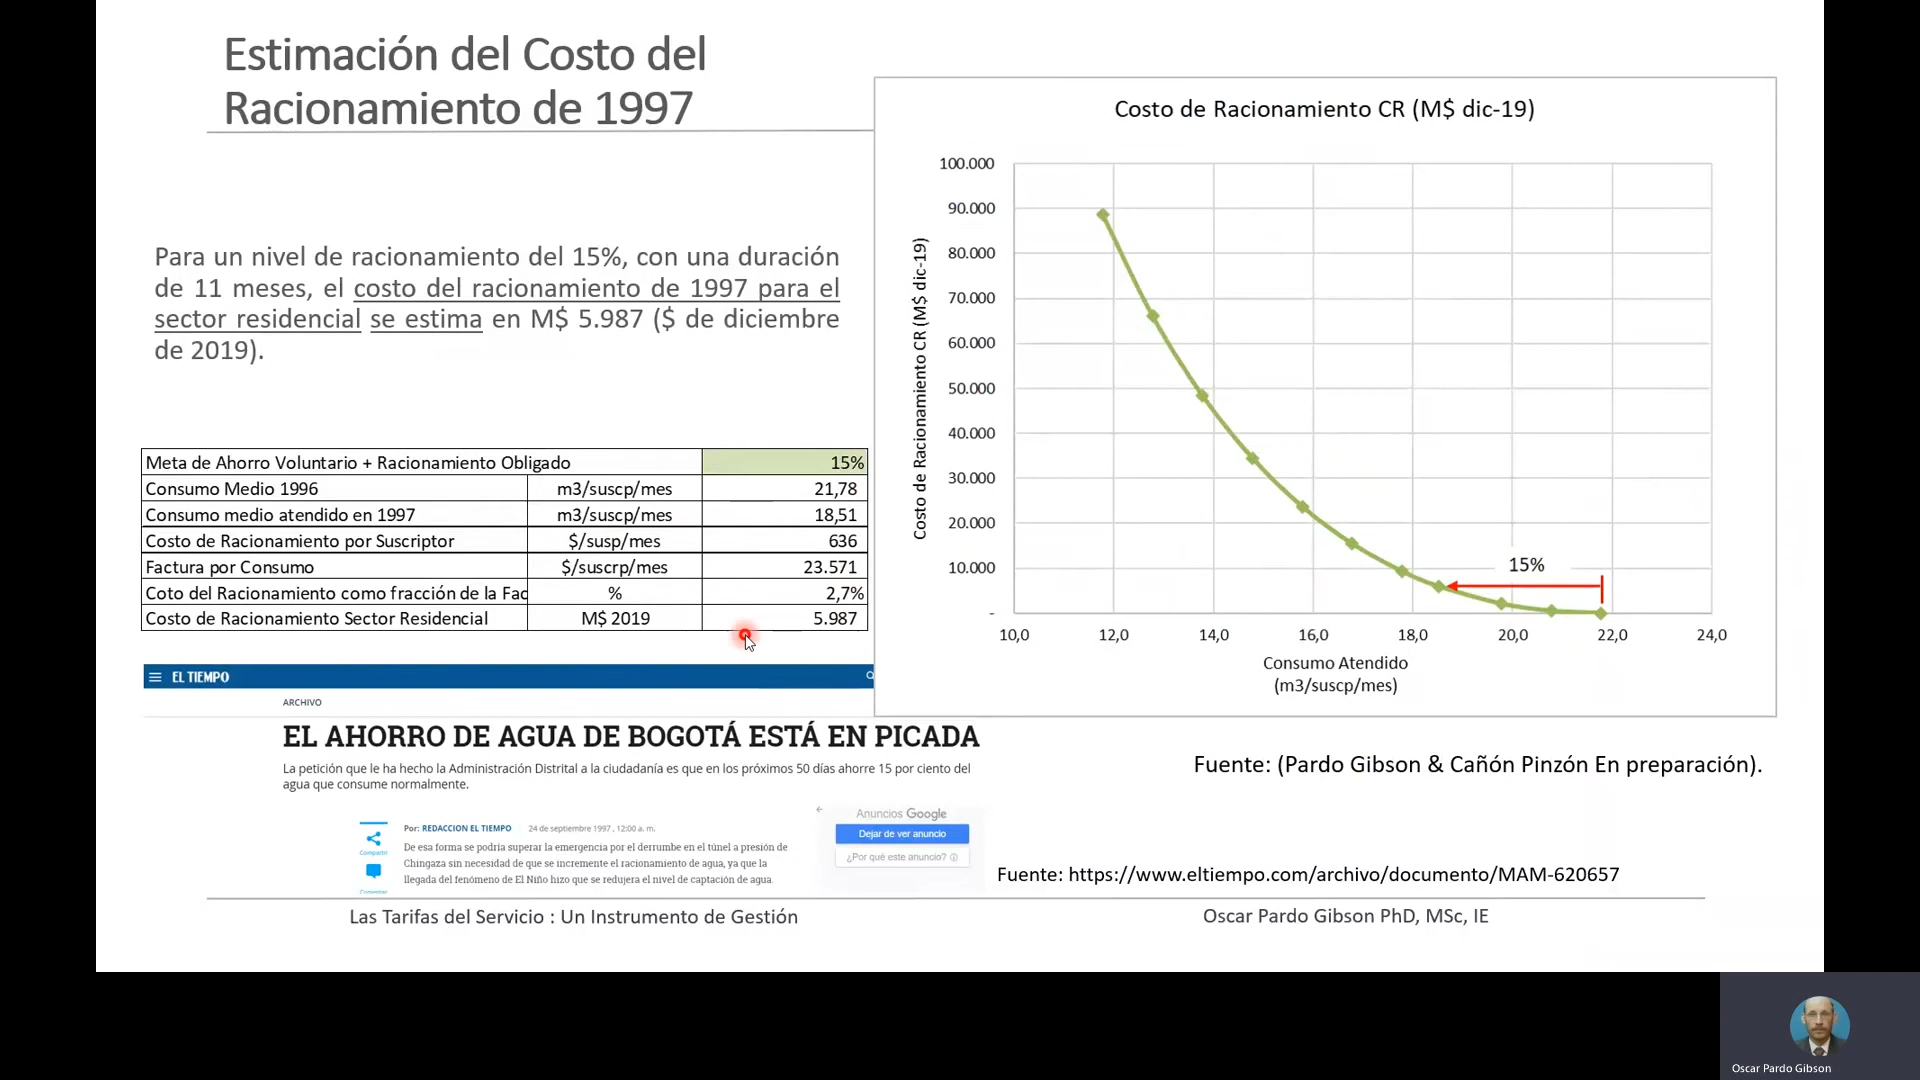 Estimación del Costo del
Racionamiento de 1997
Para un nivel de racionamiento del 15%, con una duración
de 11 meses, el costo del racionamiento de 1997 para el
sector residencial se estima en M$ 5.987 ($ de diciembre
de 2019).
Meta de Ahorro Voluntario + Racionamiento Obligado 15%
Consumo Medio 1996 m3/suscp/mes 21,78
Consumo medio atendido en 1997 m3/suscp/mes 18,51
Costo de Racionamiento por Suscriptor $/susp/mes 636
Factura por Consumo $/suscrp/mes 23.571
Coto del Racionamiento como fracción de la Fac % 2,7%
Costo de Racionamiento Sector Residencial M$ 2019 5.987
Costo de Racionamiento CR (M$ dic-19)
Costo de Racionamiento CR (M$ dic-19)
100.000
90.000
80.000
70.000
60.000
50.000
40.000
30.000
20.000
10.000
-
15%
10,0 12,0 14,0 16,0 18,0 20,0 22,0 24,0
Consumo Atendido
(m3/suscp/mes)
EL TIEMPO
ARCHIVO
EL AHORRO DE AGUA DE BOGOTÁ ESTÁ EN PICADA
La petición que le ha hecho la Administración Distrital a la ciudadanía es que en los próximos 50 días ahorre 15 por ciento del
agua que consume normalmente.
Compartir
Comentar
Por: REDACCION EL TIEMPO 24 de septiembre 1997 , 12:00 a. m.
De esa forma se podría superar la emergencia por el derrumbe en el túnel a presión de
Chingaza sin necesidad de que se incremente el racionamiento de agua, ya que la
llegada del fenómeno de El Niño hizo que se redujera el nivel de captación de agua.
Anuncios Google
Dejar de ver anuncio
¿Por qué este anuncio?
Fuente: (Pardo Gibson & Cañón Pinzón En preparación).
Fuente: https://www.eltiempo.com/archivo/documento/MAM-620657
Las Tarifas del Servicio : Un Instrumento de Gestión
Oscar Pardo Gibson PhD, MSc, IE
Oscar Pardo Gibson